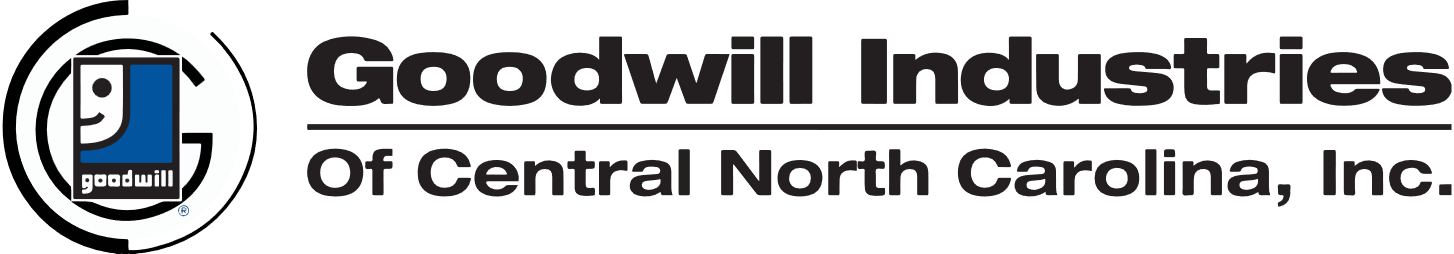 goodwill
®
Goodwill Industries
Of Central North Carolina, Inc.